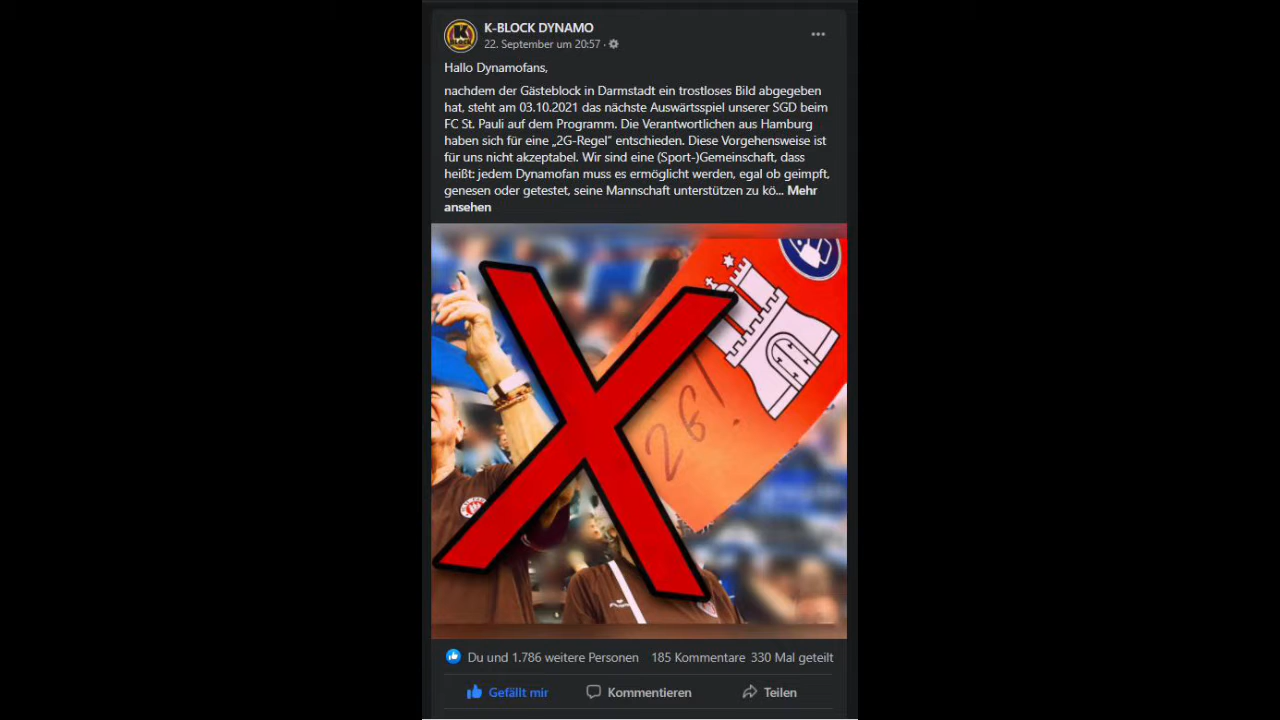 K-BLOCK DYNAMO
22. September um 20:57 ·
Hallo Dynamofans,
nachdem der Gästeblock in Darmstadt ein trostloses Bild abgegeben
hat, steht am 03.10.2021 das nächste Auswärtsspiel unserer SGD beim
FC St. Pauli auf dem Programm. Die Verantwortlichen aus Hamburg
haben sich für eine „2G-Regel“ entschieden. Diese Vorgehensweise ist
für uns nicht akzeptabel. Wir sind eine (Sport-)Gemeinschaft, dass
heißt: jedem Dynamofan muss es ermöglicht werden, egal ob geimpft,
genesen oder getestet, seine Mannschaft unterstützen zu kö... Mehr
ansehen
2G!
Du und 1.786 weitere Personen 185 Kommentare 330 Mal geteilt
Gefällt mir Kommentieren Teilen